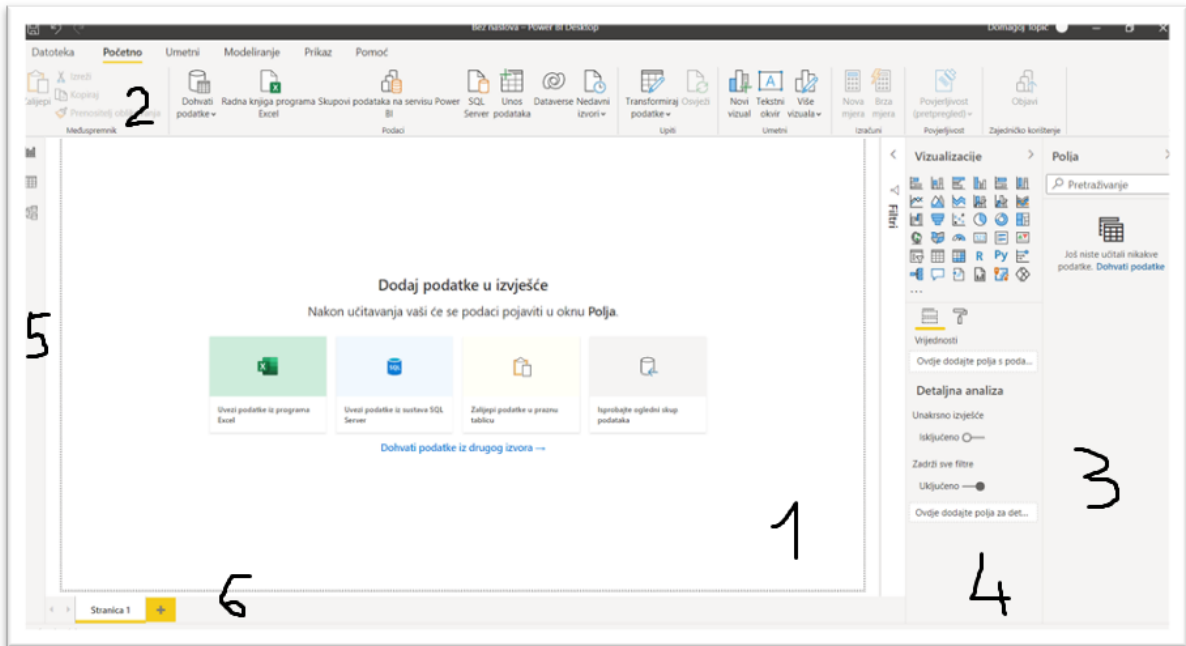 Bez naslova – Power BI Desktop
Domagoj Topić
Datoteka Početno Umetni Modeliranje Prikaz Pomoć
Zalijepi
Izreži
Kopiraj
Prenositelj oblikovanja
Međuspremnik
2
Dohvati podatke
Radna knjiga programa Excel
Skupovi podataka na servisu Power BI
SQL Server
Unos podataka
Dataverse
Nedavni izvori
Podaci
Transformiraj podatke
Osvježi
Upiti
Novi vizual
Tekstni okvir
Više vizuala
Umetni
Nova mjera
Brza mjera
Izračuni
Povjerljivost (pretpregled)
Povjerljivost
Objavi
Zajedničko korištenje
Dodaj podatke u izvješće
Nakon učitavanja vaši će se podaci pojaviti u oknu Polja.
SQL
Uvezi podatke iz programa Excel
Uvezi podatke iz sustava SQL Server
Zalijepi podatke u praznu tablicu
Isprobajte ogledni skup podataka
Dohvati podatke iz drugog izvora →
5
1
Stranica 1 +
6
Filtri
Vizualizacije
R Py
...
Vrijednosti
Ovdje dodajte polja s poda...
Detaljna analiza
Unakrsno izvješće
Isključeno
Zadrži sve filtre
Uključeno
Ovdje dodajte polja za det...
4
Polja
Pretraživanje
Još niste učitali nikakve
podatke. Dohvati podatke
3